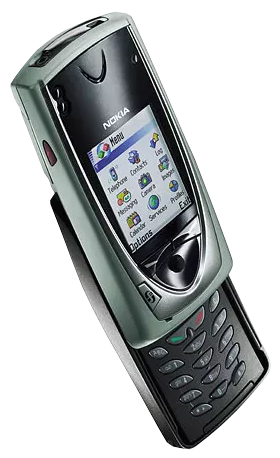 NOKIA
Menu
Telephone Contacts Log
Messaging Camera Images
Calendar Services Profiles
Options Exit